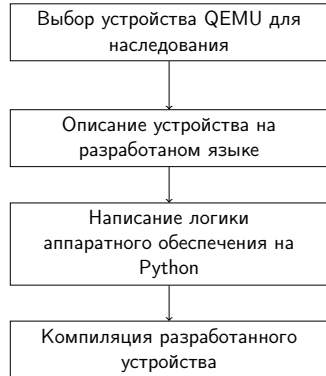 Выбор устройства QEMU для
наследования
Описание устройства на
разработаном языке
Написание логики
аппаратного обеспечения на
Python
Компиляция разработанного
устройства